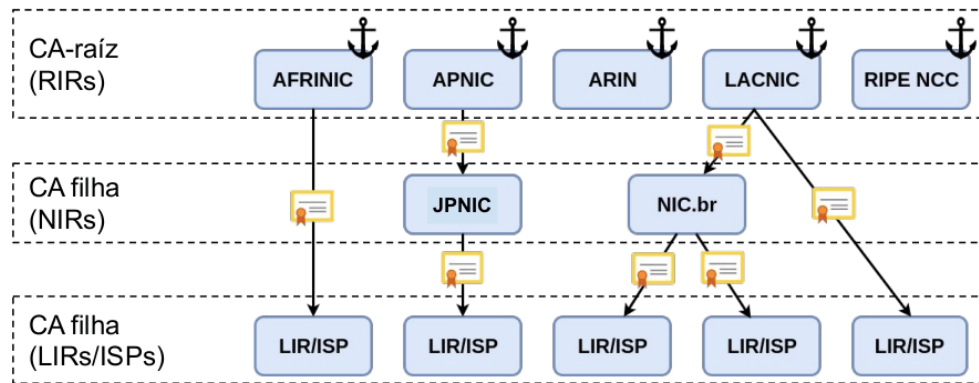 CA-raíz
(RIRs)
AFRINIC
APNIC
ARIN
LACNIC
RIPE NCC
CA filha
(NIRs)
JPNIC
NIC.br
CA filha
(LIRs/ISPs)
LIR/ISP
LIR/ISP
LIR/ISP
LIR/ISP
LIR/ISP